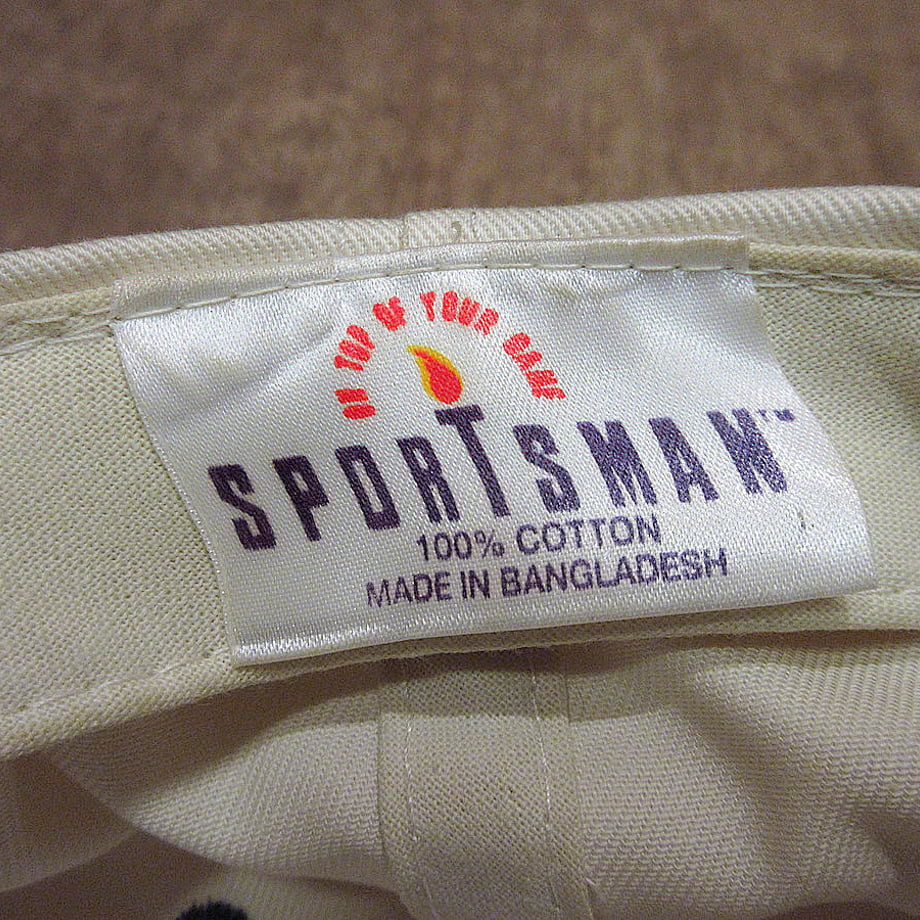 ON TOP OF YOUR GAME
SPORTSMAN™
100% COTTON
MADE IN BANGLADESH